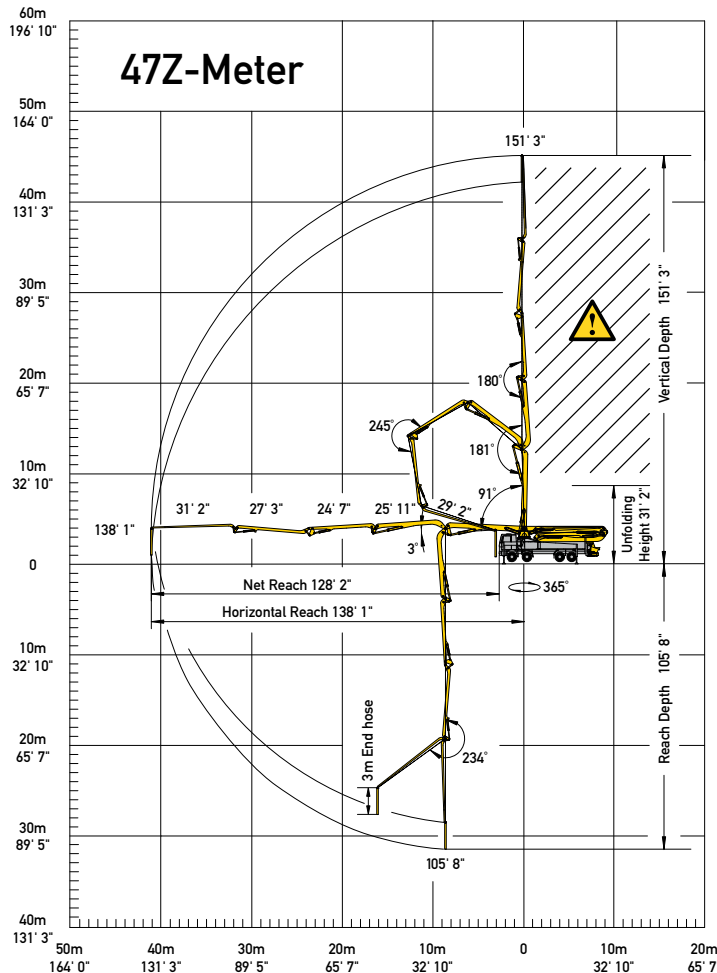 60m
196' 10"
47Z-Meter
50m
164' 0"
151' 3"
40m
131' 3"
30m
89' 5"
Vertical Depth 151' 3"
20m
65' 7"
180°
245°
181°
10m
32' 10"
91°
29' 2"
Unfolding
Height 31' 2"
31' 2"
27' 3"
24' 7"
25' 11"
138' 1"
3°
0
Net Reach 128' 2"
365°
Horizontal Reach 138' 1"
10m
32' 10"
Reach Depth 105' 8"
3m End hose
20m
65' 7"
234°
30m
89' 5"
105' 8"
40m
131' 3"
50m
40m
30m
20m
10m
0
10m
20m
164' 0"
131' 3"
89' 5"
65' 7"
32' 10"
32' 10"
65' 7